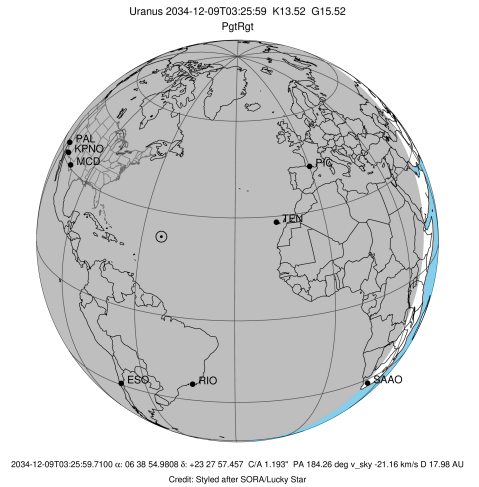 Uranus 2034-12-09T03:25:59 K13.52 G15.52
PgtRgt
PAL
KPNO
MCD
PIC
TEN
ESO
RIO
SAAO
2034-12-09T03:25:59.7100 α: 06 38 54.9808 δ: +23 27 57.457 C/A 1.193" PA 184.26 deg v_sky -21.16 km/s D 17.98 AU
Credit: Styled after SORA/Lucky Star